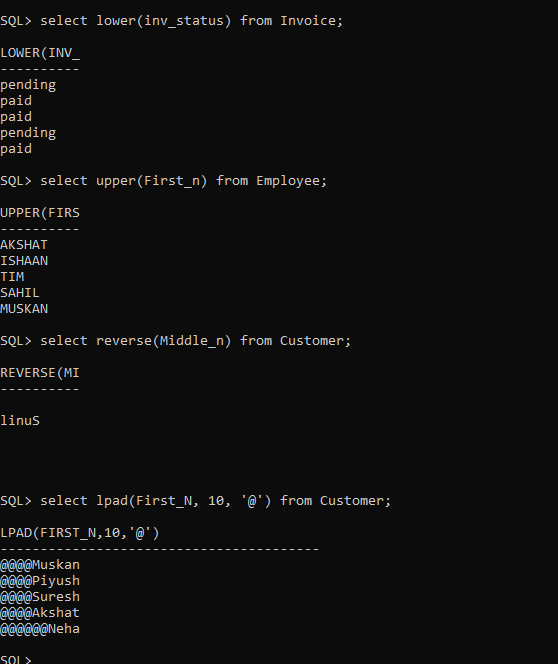 SQL> select lower(inv_status) from Invoice;
LOWER(INV_
----------
pending
paid
paid
pending
paid
SQL> select upper(First_n) from Employee;
UPPER(FIRS
----------
AKSHAT
ISHAAN
TIM
SAHIL
MUSKAN
SQL> select reverse(Middle_n) from Customer;
REVERSE(MI
----------
linuS
SQL> select lpad(First_N, 10, '@') from Customer;
LPAD(FIRST_N,10,'@')
----------------------------------------
@@@@Muskan
@@@@Piyush
@@@@Suresh
@@@@Akshat
@@@@@@Neha
SQL>